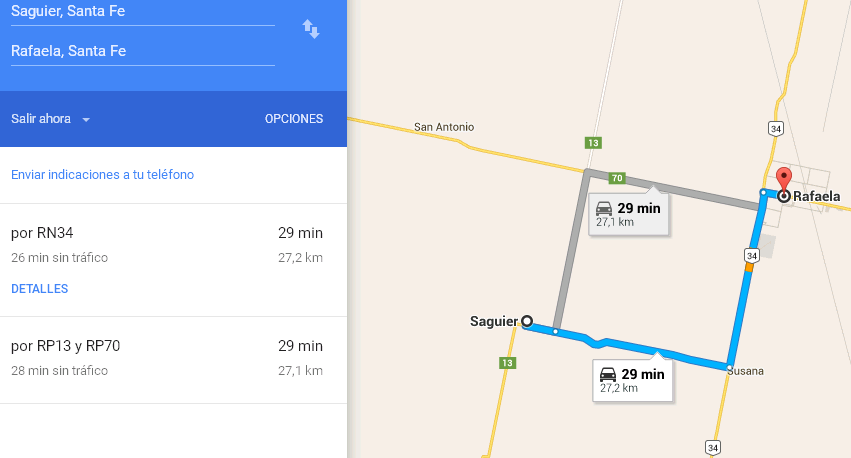 Saguier, Santa Fe
Rafaela, Santa Fe
Salir ahora
OPCIONES
Enviar indicaciones a tu teléfono
por RN34 29 min
26 min sin tráfico 27,2 km
DETALLES
por RP13 y RP70 29 min
28 min sin tráfico 27,1 km
San Antonio
34
13
70
29 min
27,1 km
Rafaela
34
Saguier
13
29 min
27,2 km
Susana
34